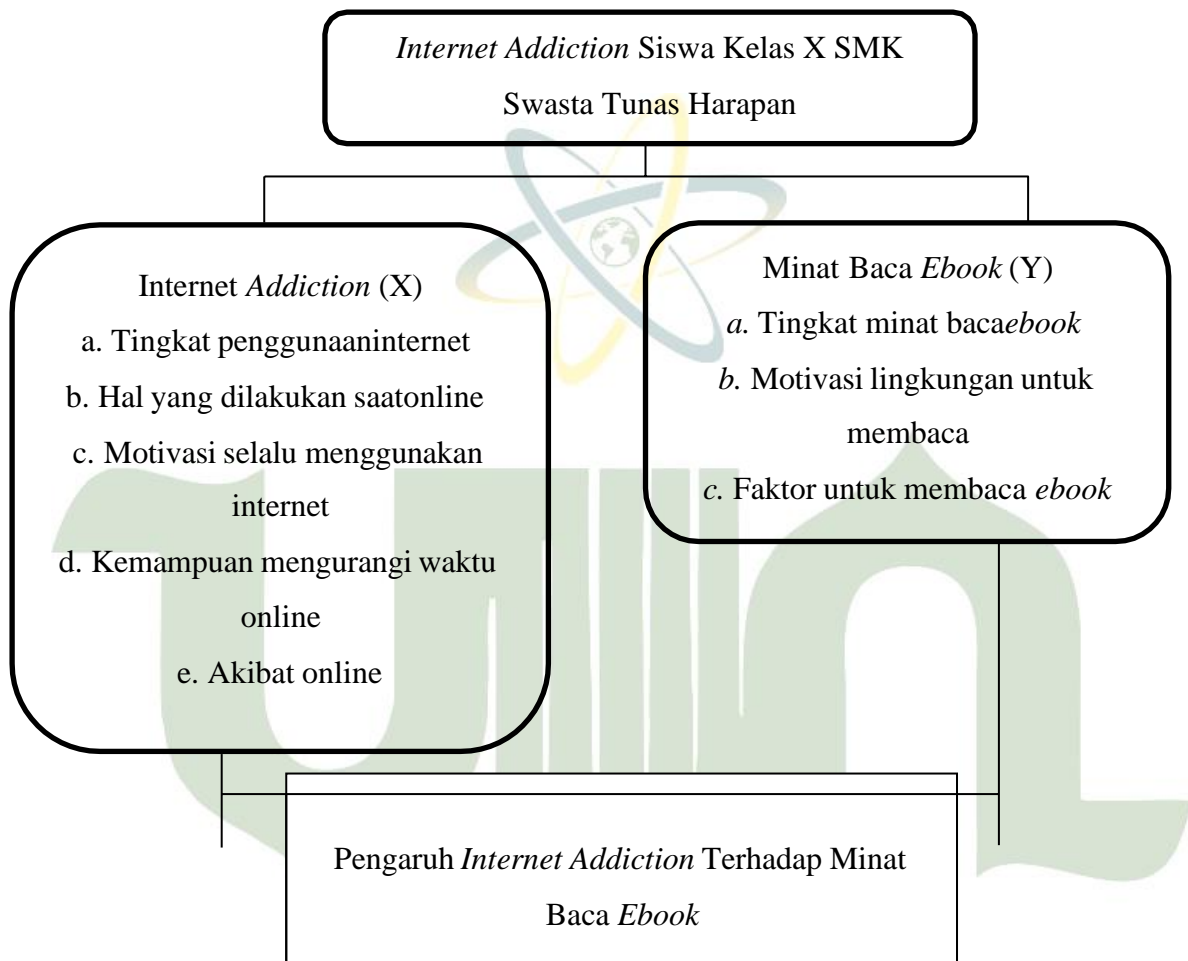 Internet Addiction Siswa Kelas X SMK
Swasta Tunas Harapan
Internet Addiction (X)
a. Tingkat penggunaaninternet
b. Hal yang dilakukan saatonline
c. Motivasi selalu menggunakan
internet
d. Kemampuan mengurangi waktu
online
e. Akibat online
Minat Baca Ebook (Y)
a. Tingkat minat bacaebook
b. Motivasi lingkungan untuk
membaca
c. Faktor untuk membaca ebook
Pengaruh Internet Addiction Terhadap Minat
Baca Ebook